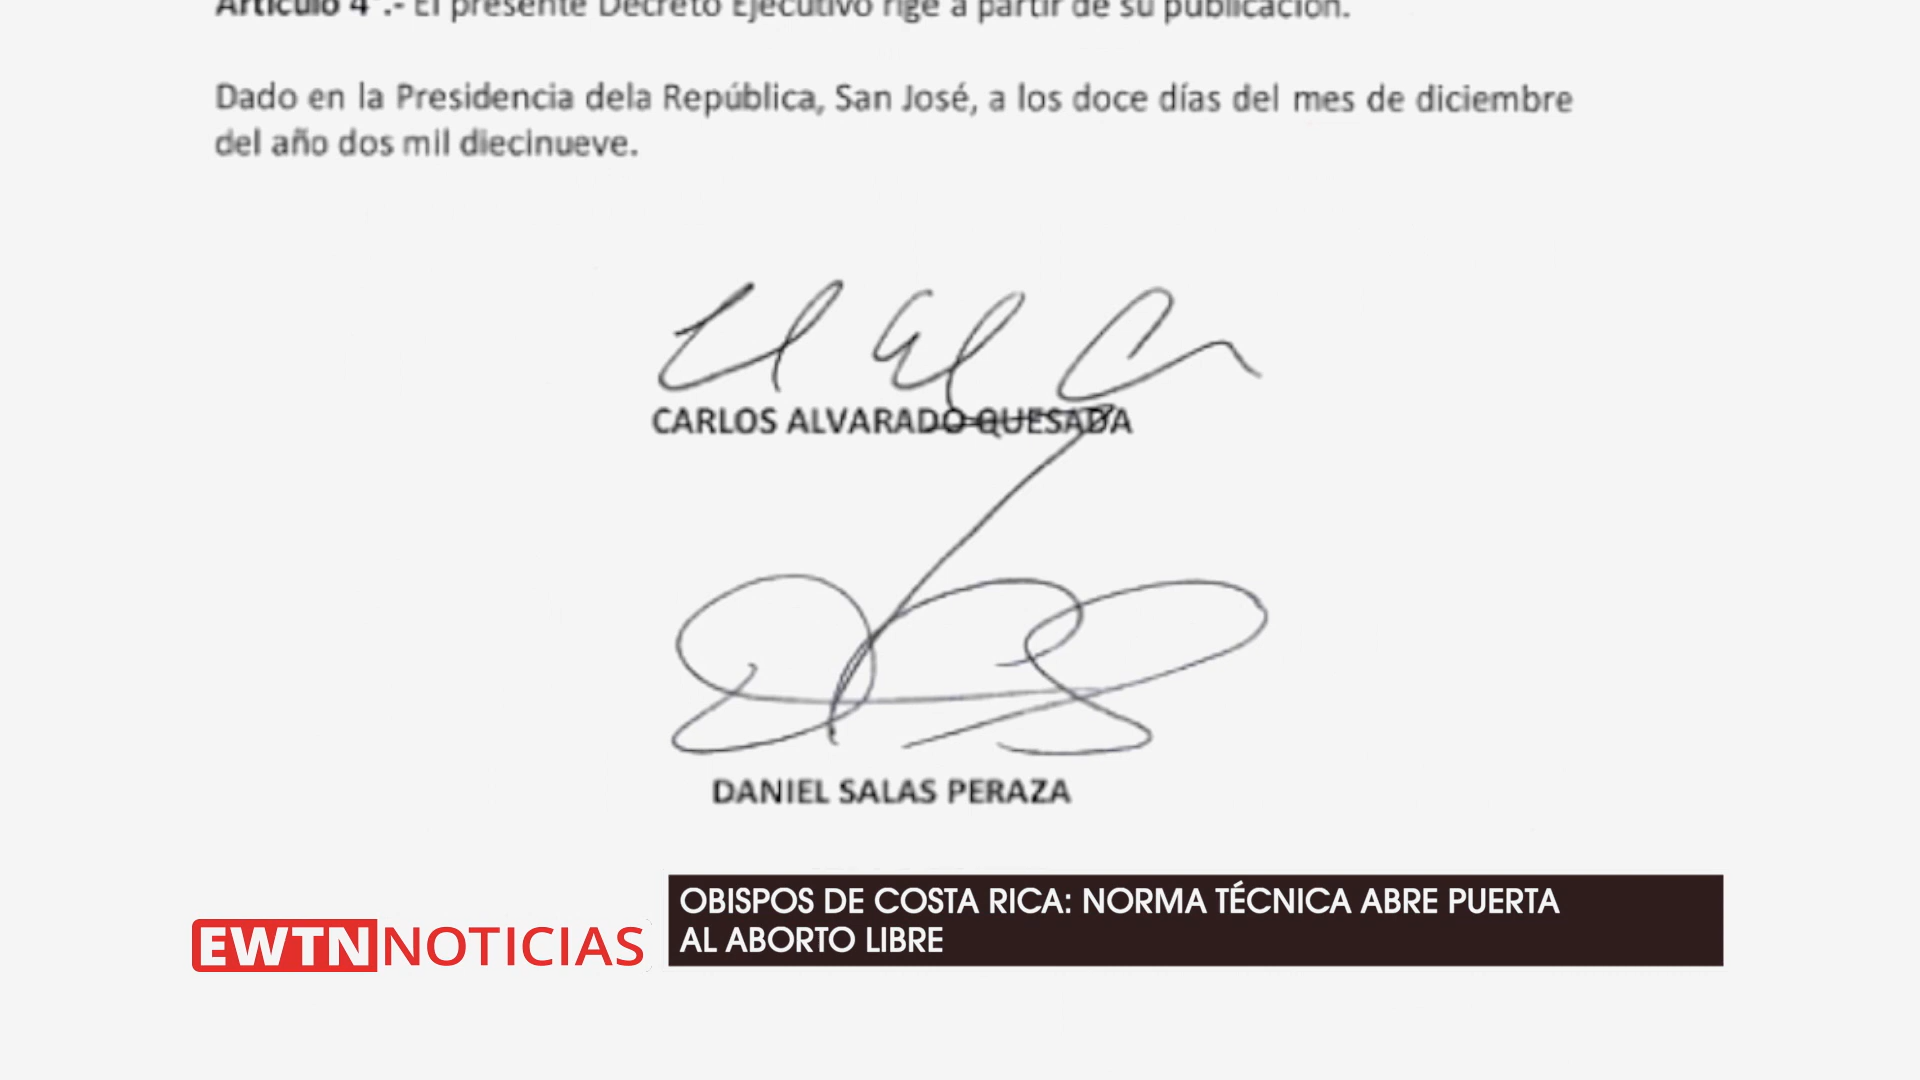 Artículo 4°.- El presente Decreto Ejecutivo rige a partir de su publicación.
Dado en la Presidencia dela República, San José, a los doce días del mes de diciembre
del año dos mil diecinueve.
CARLOS ALVARADO QUESADA
DANIEL SALAS PERAZA
EWTN NOTICIAS
OBISPOS DE COSTA RICA: NORMA TÉCNICA ABRE PUERTA
AL ABORTO LIBRE